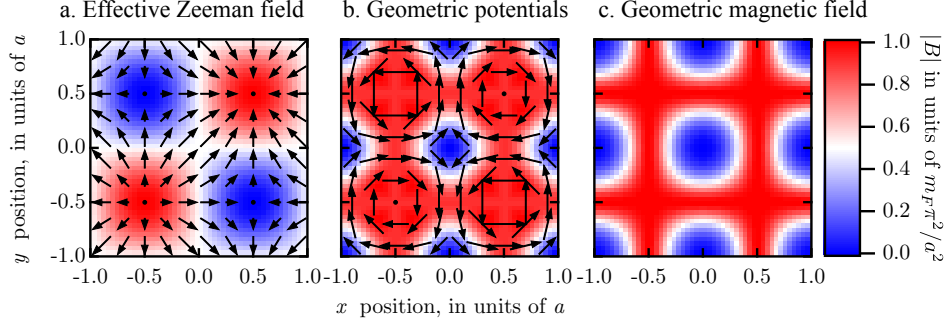 a. Effective Zeeman field b. Geometric potentials c. Geometric magnetic field
y position, in units of a
1.0
0.5
0.0
-0.5
-1.0
-1.0 -0.5 0.0 0.5 1.0 -1.0 -0.5 0.0 0.5 1.0 -1.0 -0.5 0.0 0.5 1.0
x position, in units of a
1.0
0.8
0.6
0.4
0.2
0.0
|B| in units of m_Fπ²/a²